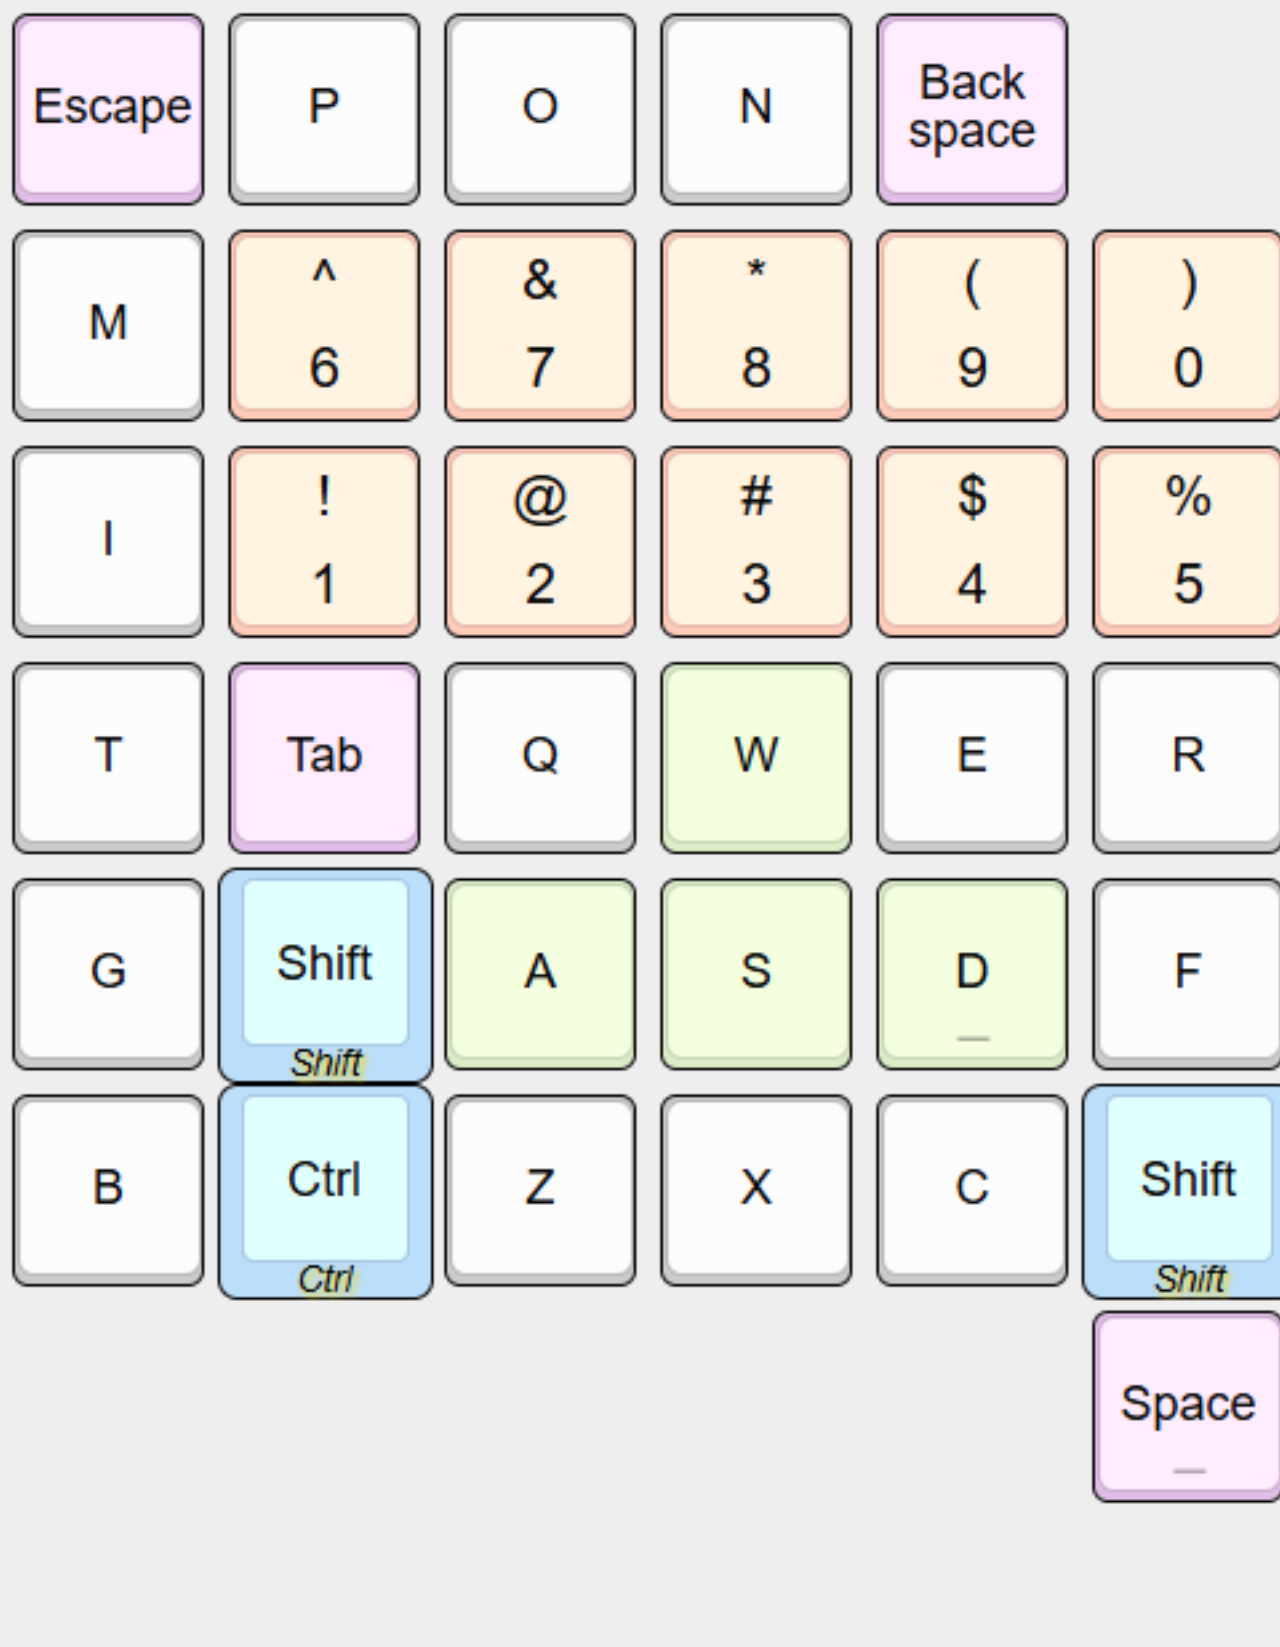 Escape P O N Back
space
M ^ & * ( )
6 7 8 9 0
I ! @ # $ %
1 2 3 4 5
T Tab Q W E R
G Shift A S D F
Shift
B Ctrl Z X C Shift
Ctrl Shift
Space